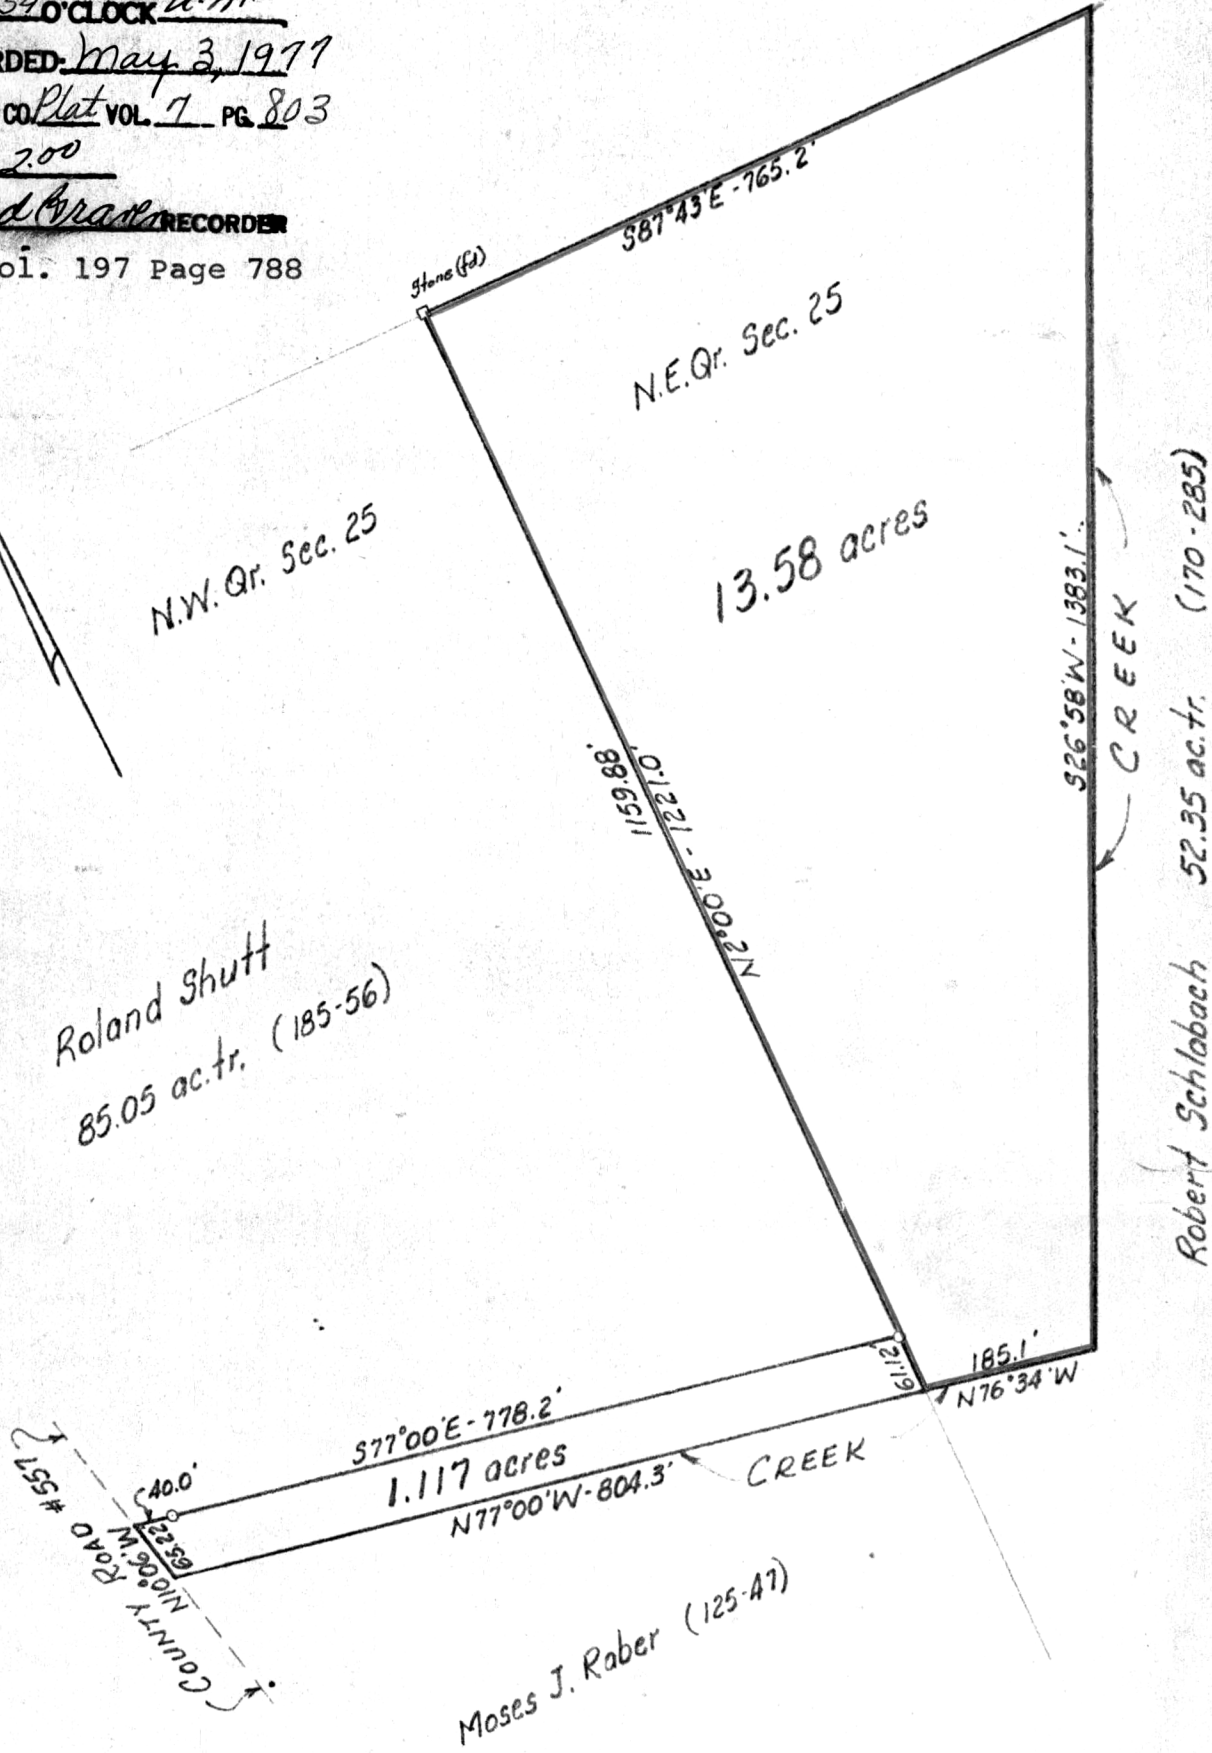 O'CLOCK a.m.
RDED: May 3, 1977
CO. Plat VOL. 7 PG. 803
2.00
RECORDER
ol. 197 Page 788
Stone (fd)
S87°43'E - 765.2'
N.E. Qr. Sec. 25
N.W. Qr. Sec. 25
13.58 acres
S26°58'W - 1383.1'
CREEK
Robert Schlabach 52.35 ac.tr. (170-285)
1159.88'
N2°00'E - 1221.0'
Roland Shutt
85.05 ac.tr. (185-56)
61.12'
185.1'
N76°34'W
S77°00'E - 778.2'
40.0'
1.117 acres
N77°00'W - 804.3'
CREEK
65.22'
N10°06'W
COUNTY ROAD #557
Moses J. Raber (125-47)